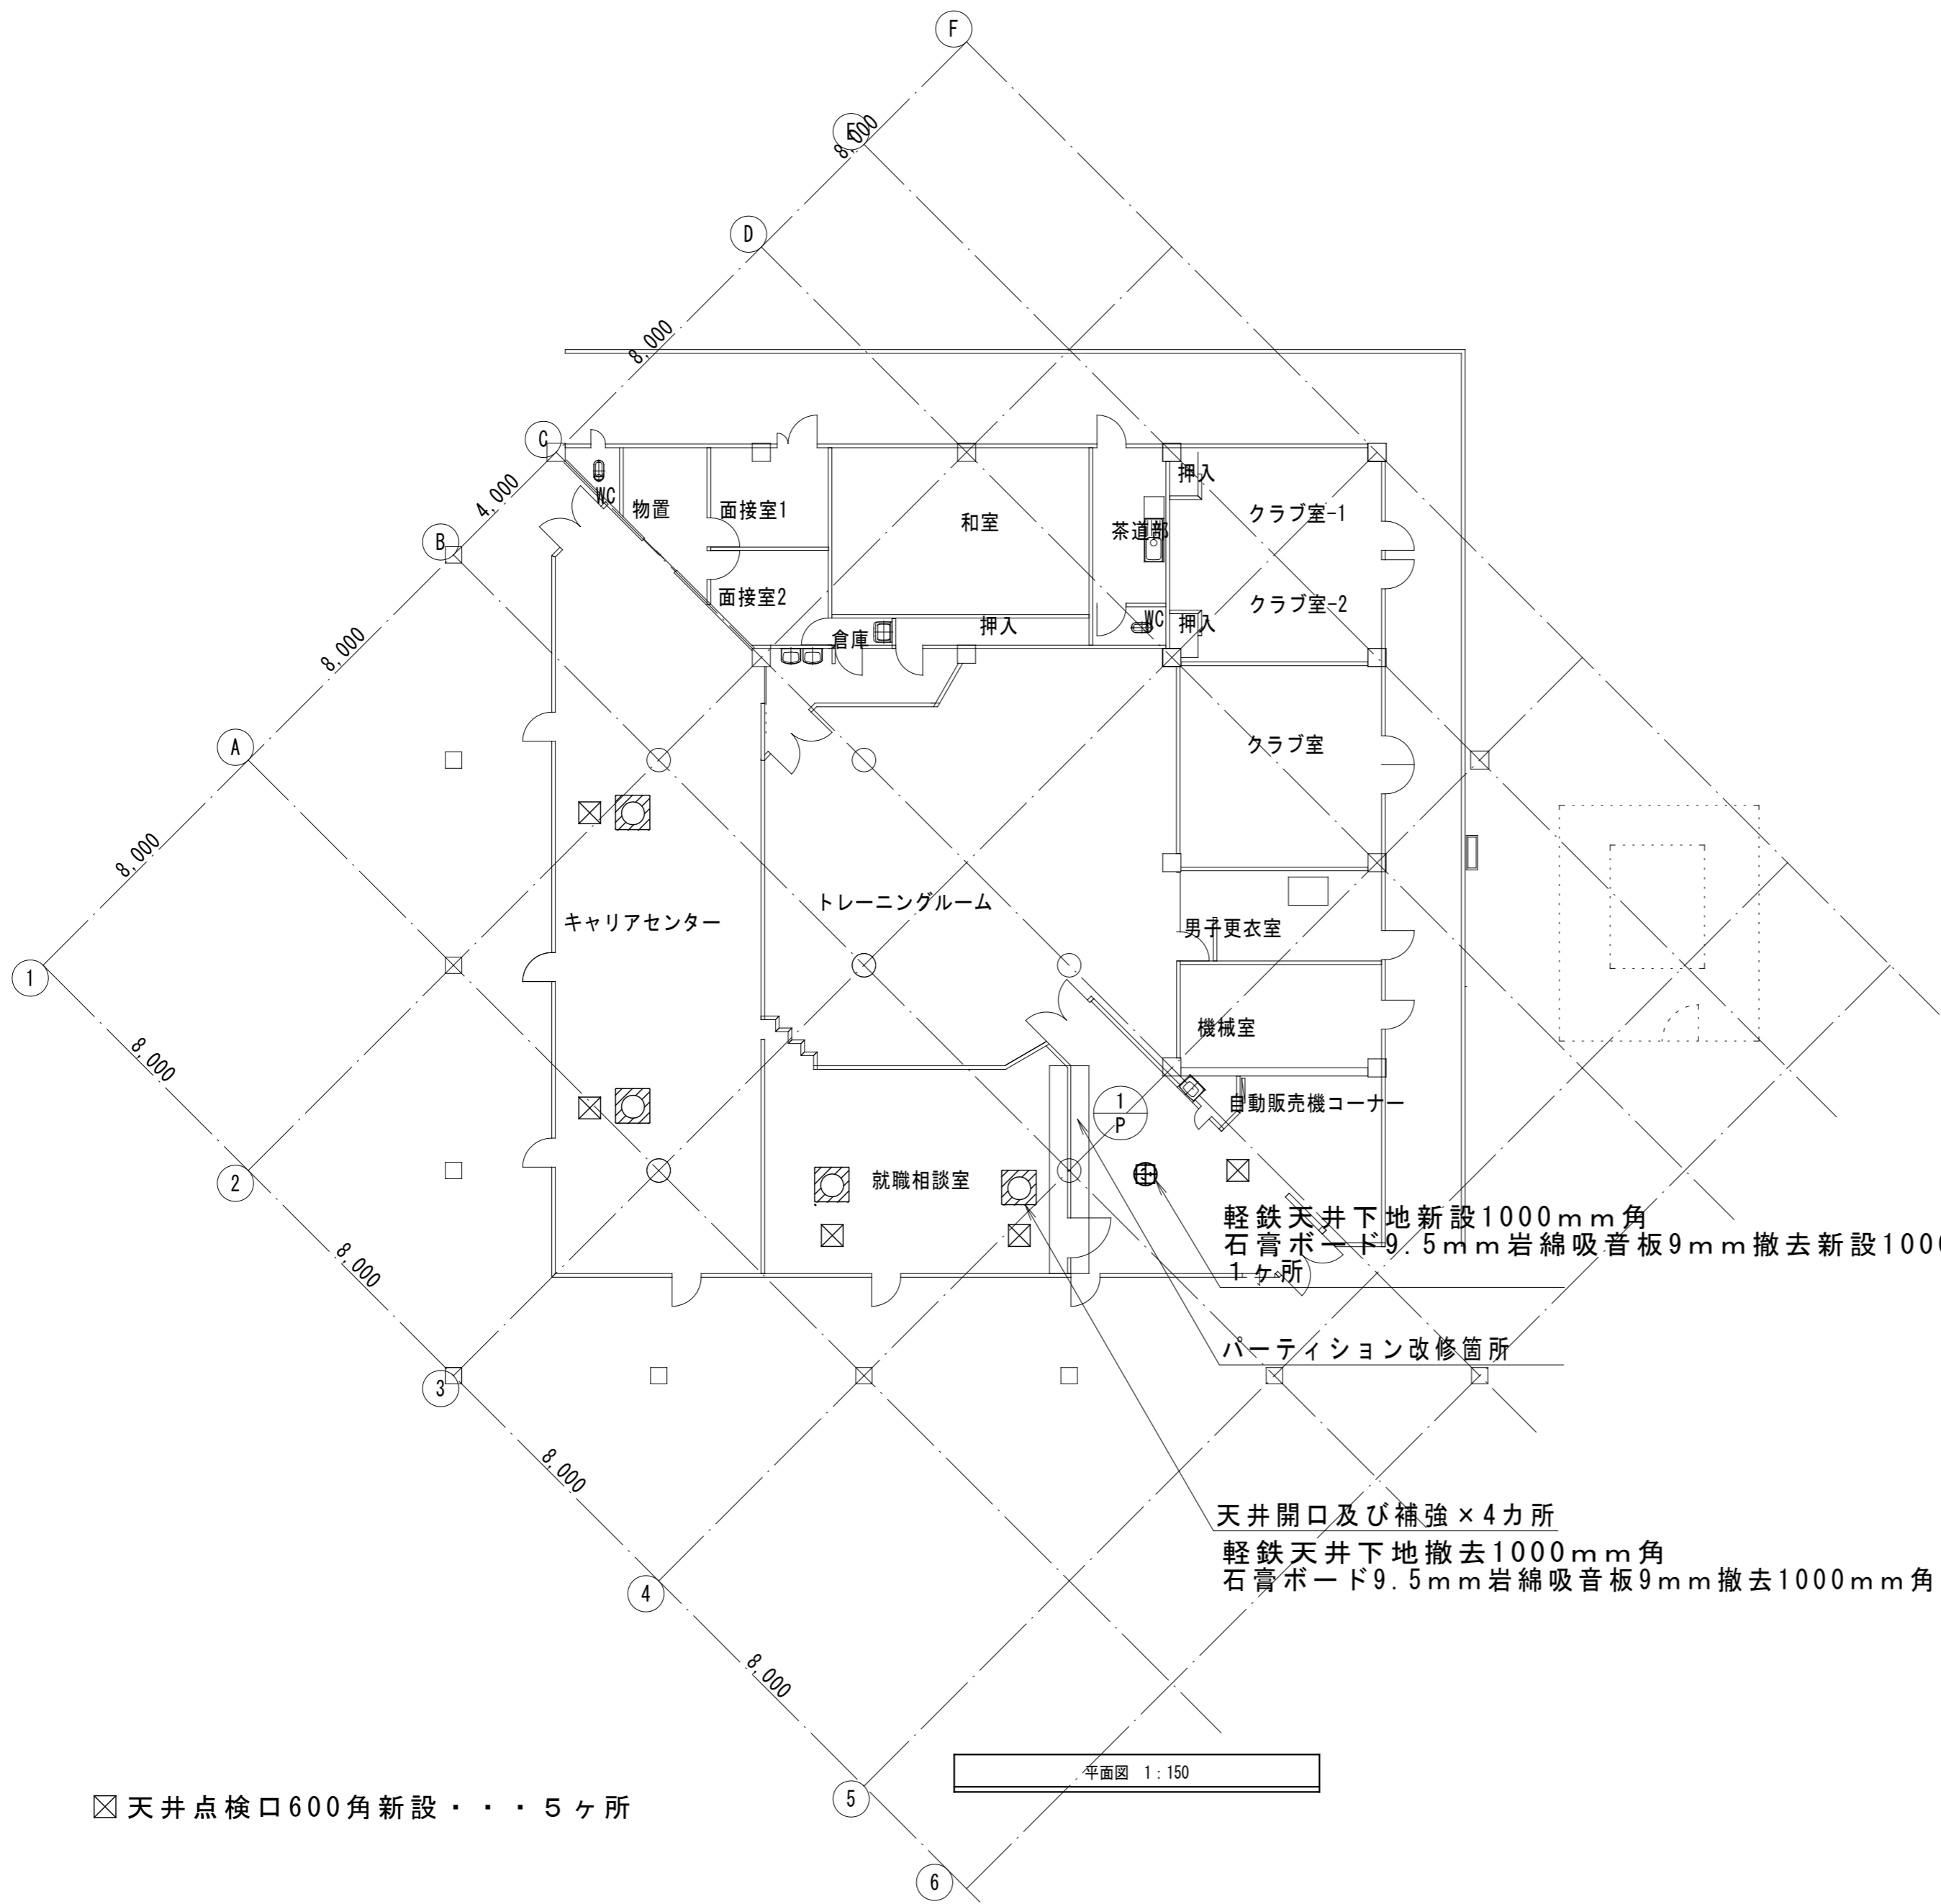 F
E
8,000
D
8,000
C
4,000
B
WC
物置
面接室1
和室
茶道部
押入
クラブ室-1
面接室2
クラブ室-2
倉庫
押入
WC
押入
8,000
A
クラブ室
8,000
キャリアセンター
トレーニングルーム
男子更衣室
1
機械室
8,000
1
P
自動販売機コーナー
2
就職相談室
軽鉄天井下地新設1000mm角
石膏ボード9.5mm岩綿吸音板9mm撤去新設100
1ヶ所
8,000
パーティション改修箇所
3
8,000
天井開口及び補強×4カ所
軽鉄天井下地撤去1000mm角
石膏ボード9.5mm岩綿吸音板9mm撤去1000mm角
4
8,000
平面図 1:150
5
天井点検口600角新設・・・5ヶ所
6